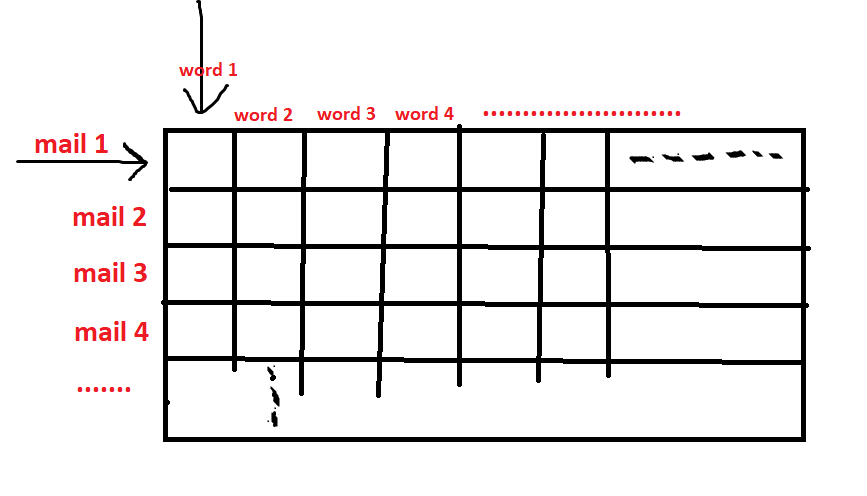 word 1
word 2 word 3 word 4 ........................
mail 1
mail 2
mail 3
mail 4
.......